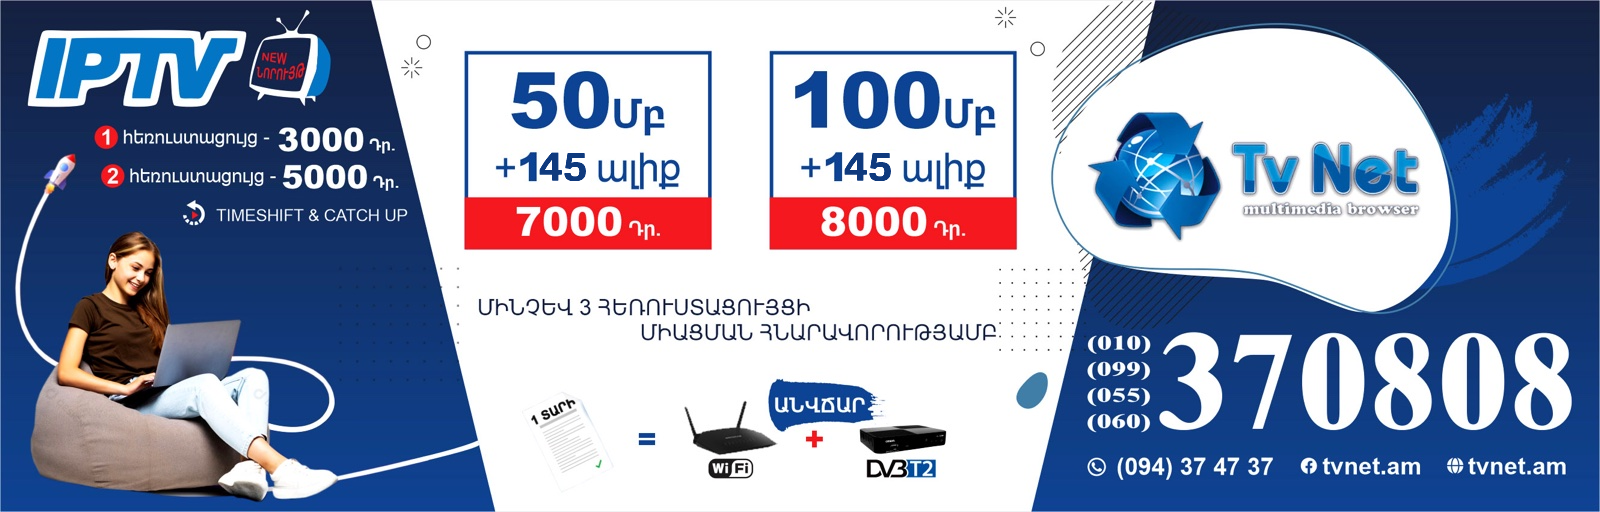 IPTV
NEW
ՆՈՐՈՒՅԹ
1 հեռուստացույց - 3000 Դր.
2 հեռուստացույց - 5000 Դր.
TIMESHIFT & CATCH UP
50Մբ
+145 ալիք
7000 Դր.
100Մբ
+145 ալիք
8000 Դր.
ՄԻՆՉԵՎ 3 ՀԵՌՈՒՍՏԱՑՈՒՅՑԻ
ՄԻԱՑՄԱՆ ՀՆԱՐԱՎՈՐՈՒԹՅԱՄԲ
1 ՏԱՐԻ
=
ԱՆՎՃԱՐ
+
Wi Fi
DVB T2
Tv Net
multimedia browser
(010)
(099)
(055)
(060)
370808
(094) 37 47 37
tvnet.am
tvnet.am